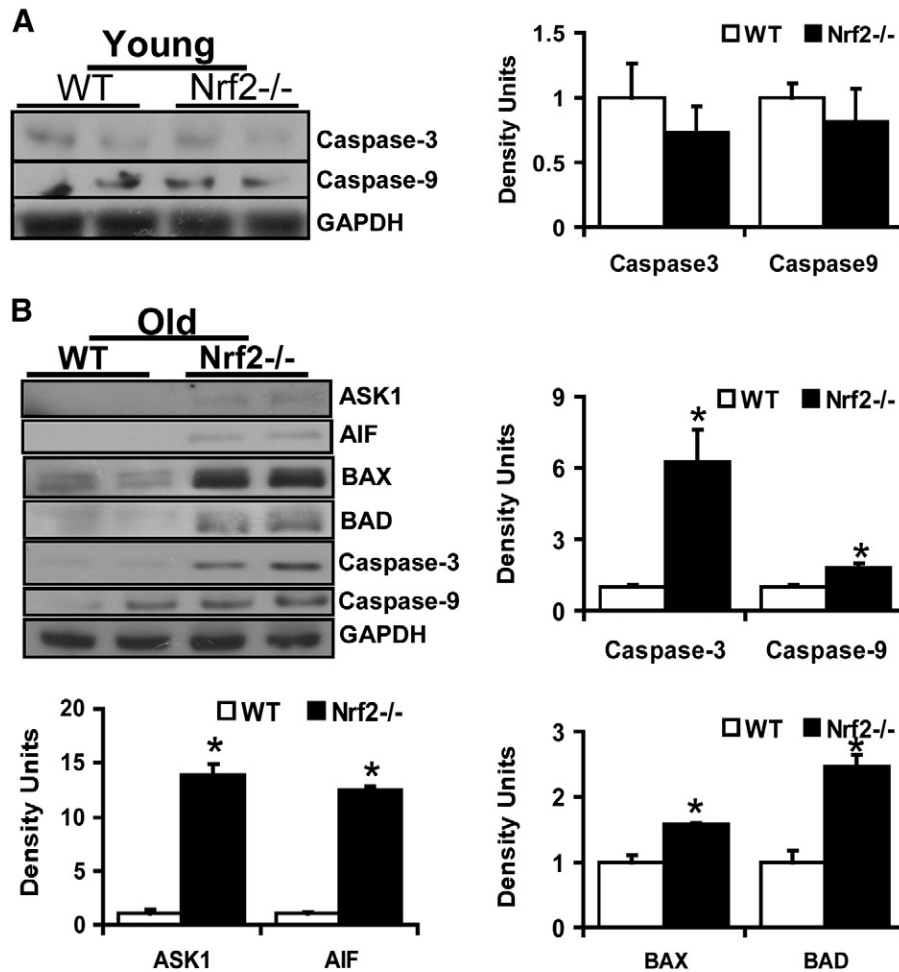 A
Young
WT Nrf2-/-
Caspase-3
Caspase-9
GAPDH
WT Nrf2-/-
Density Units
1.5
1
0.5
0
Caspase3 Caspase9
B
Old
WT Nrf2-/-
ASK1
AIF
BAX
BAD
Caspase-3
Caspase-9
GAPDH
WT Nrf2-/-
Density Units
9
6
3
0
*
*
Caspase-3 Caspase-9
WT Nrf2-/-
Density Units
20
15
10
5
0
*
*
ASK1 AIF
WT Nrf2-/-
Density Units
3
2
1
0
*
*
BAX BAD